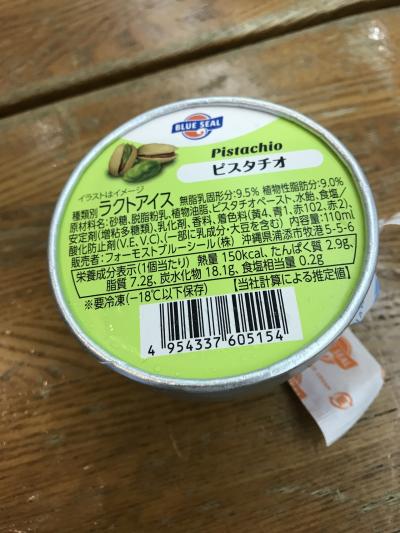 BLUE SEAL
Pistachio
ピスタチオ
イラストはイメージ
種類別 ラクトアイス 無脂乳固形分:9.5% 植物性脂肪分:9.0%
原材料名:砂糖、脱脂粉乳、植物油脂、ピスタチオペースト、水飴、食塩/
安定剤(増粘多糖類)、乳化剤、香料、着色料(黄4、青1、赤102、赤2)、
酸化防止剤(V.E、V.C)、(一部に乳成分・大豆を含む) 内容量:110ml
販売者:フォーモストブルーシール(株) 沖縄県浦添市牧港5-5-6
栄養成分表示(1個当たり) 熱量 150kcal、たんぱく質 2.9g、
脂質 7.2g、炭水化物 18.1g、食塩相当量 0.2g
※要冷凍(−18℃以下保存) 【当社計算による推定値】
4 954337 605154